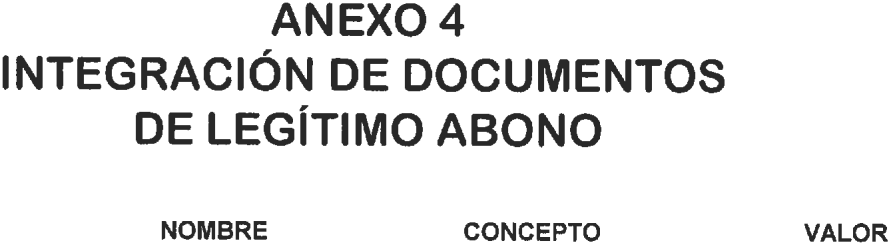 ANEXO 4
INTEGRACIÓN DE DOCUMENTOS
DE LEGÍTIMO ABONO
NOMBRE CONCEPTO VALOR